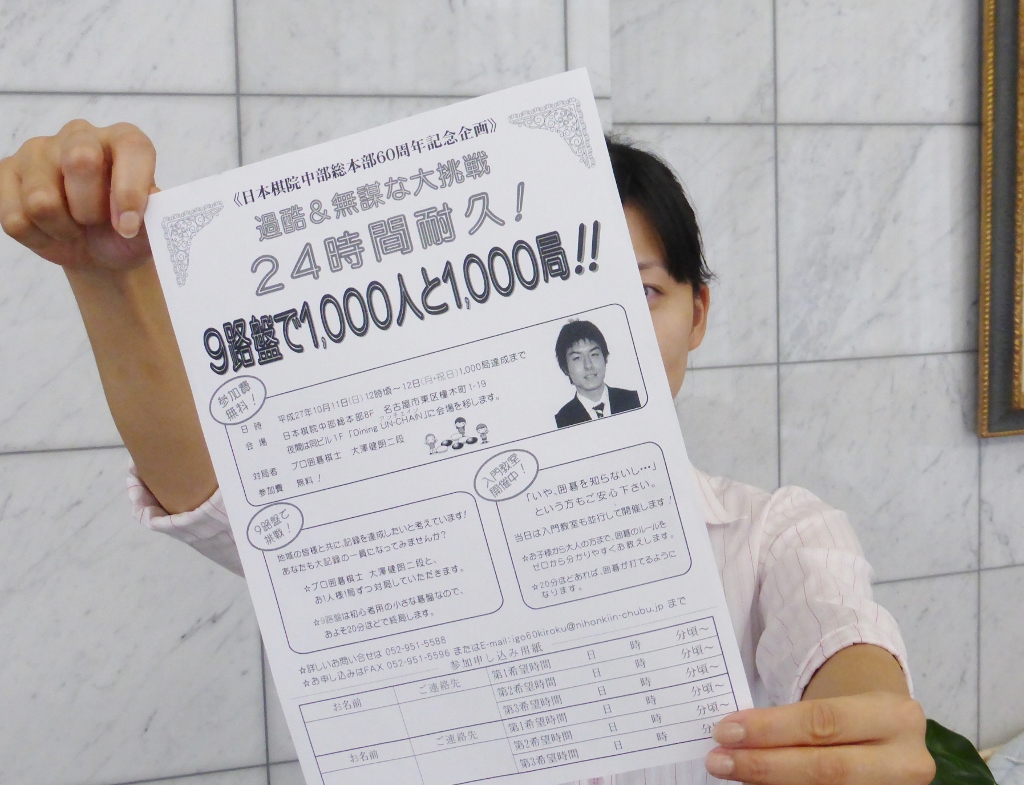 《日本棋院中部総本部60周年記念企画》
過酷＆無謀な大挑戦
24時間耐久！
9路盤で1,000人と1,000局!!
参加費
無料！
日 時 平成27年10月11日(日)12時頃～12日(月・祝日)1,000局達成まで
会 場 日本棋院中部総本部8F 名古屋市東区橦木町1-19
夜間は同ビル1F「Dining UN-CHAIN」に会場を移します。
対局者 プロ囲碁棋士 大澤健朗二段
参加費 無料！
9路盤で
挑戦！
地域の皆様と共に、記録を達成したいと考えています！
あなたも大記録の一員になってみませんか？
☆プロ囲碁棋士 大澤健朗二段と、
お1人様1局ずつ対局していただきます。
☆9路盤は初心者用の小さな碁盤なので、
およそ20分ほどで終局します。
入門教室
開催中！
「いや、囲碁を知らないし…」
という方もご安心下さい。
当日は入門教室も並行して開催します！
☆お子様から大人の方まで、囲碁のルールを
ゼロから分かりやすくお教えします。
☆20分ほどあれば、囲碁が打てるように
なります。
☆詳しいお問い合せは 052-951-5588
☆お申し込みはFAX 052-951-5596 またはE-mail:igo60kiroku@nihonkiin-chubu.jp まで
参加申し込み用紙
お名前 ご連絡先 第1希望時間 日 時 分頃～
第2希望時間 日 時 分頃～
第3希望時間 日 時 分頃～
お名前 ご連絡先 第1希望時間 日 時 分頃～
第2希望時間 日 時 分頃～
第3希望時間 日 時